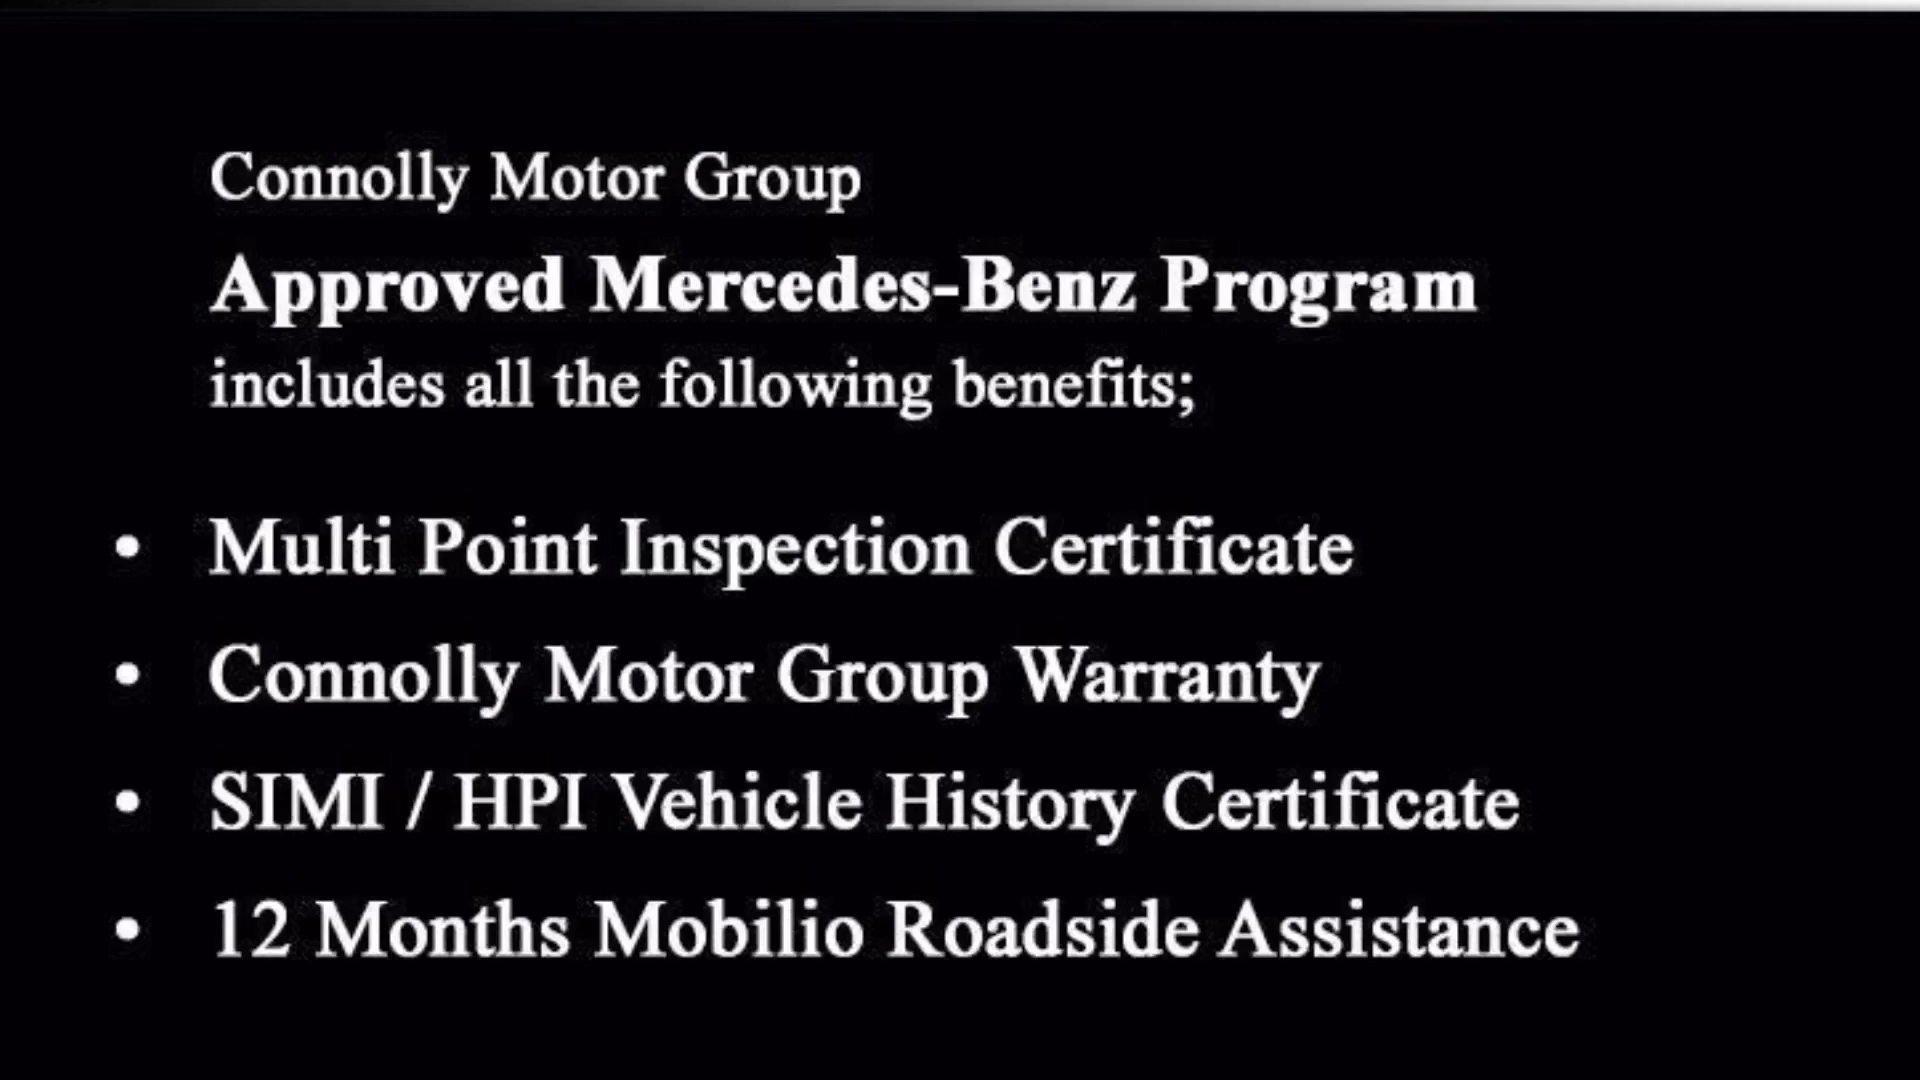 Connolly Motor Group
Approved Mercedes-Benz Program
includes all the following benefits;
• Multi Point Inspection Certificate
• Connolly Motor Group Warranty
• SIMI / HPI Vehicle History Certificate
• 12 Months Mobilio Roadside Assistance